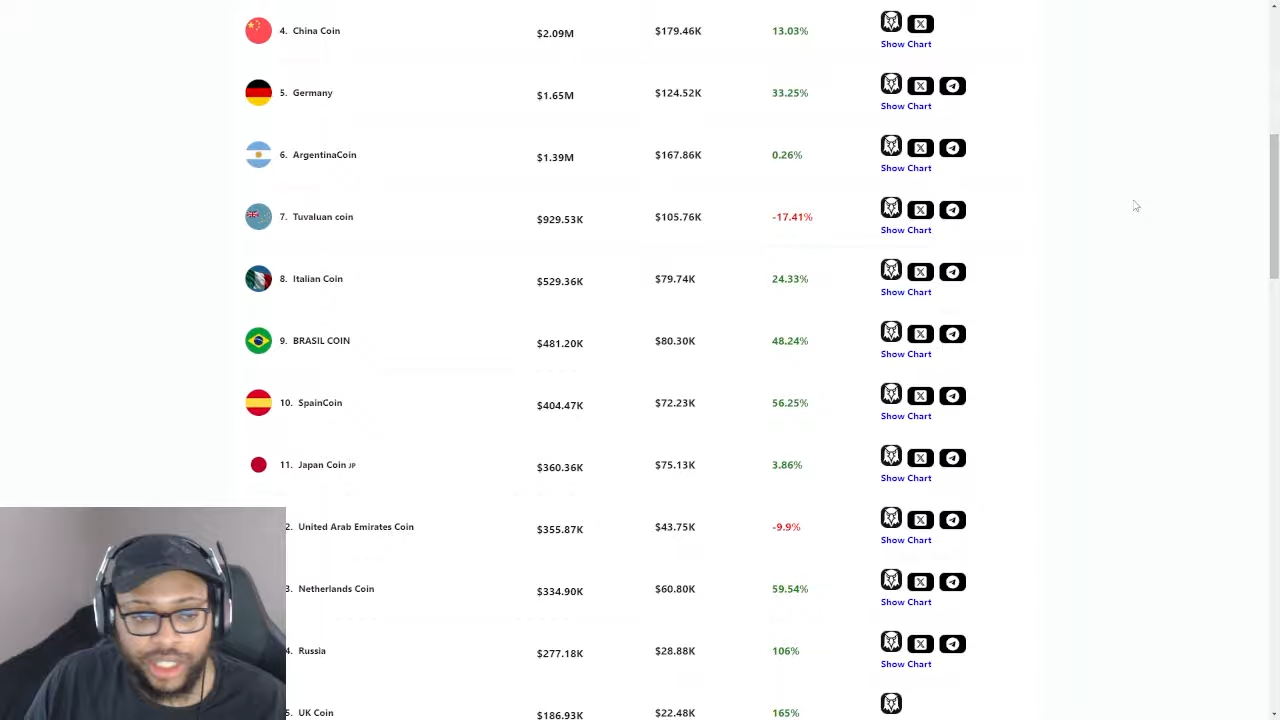 4. China Coin $2.09M $179.46K 13.03%
Show Chart
5. Germany $1.65M $124.52K 33.25%
Show Chart
6. ArgentinaCoin $1.39M $167.86K 0.26%
Show Chart
7. Tuvaluan coin $929.53K $105.76K -17.41%
Show Chart
8. Italian Coin $529.36K $79.74K 24.33%
Show Chart
9. BRASIL COIN $481.20K $80.30K 48.24%
Show Chart
10. SpainCoin $404.47K $72.23K 56.25%
Show Chart
11. Japan Coin JP $360.36K $75.13K 3.86%
Show Chart
2. United Arab Emirates Coin $355.87K $43.75K -9.9%
Show Chart
3. Netherlands Coin $334.90K $60.80K 59.54%
Show Chart
4. Russia $277.18K $28.88K 106%
Show Chart
5. UK Coin $186.93K $22.48K 165%